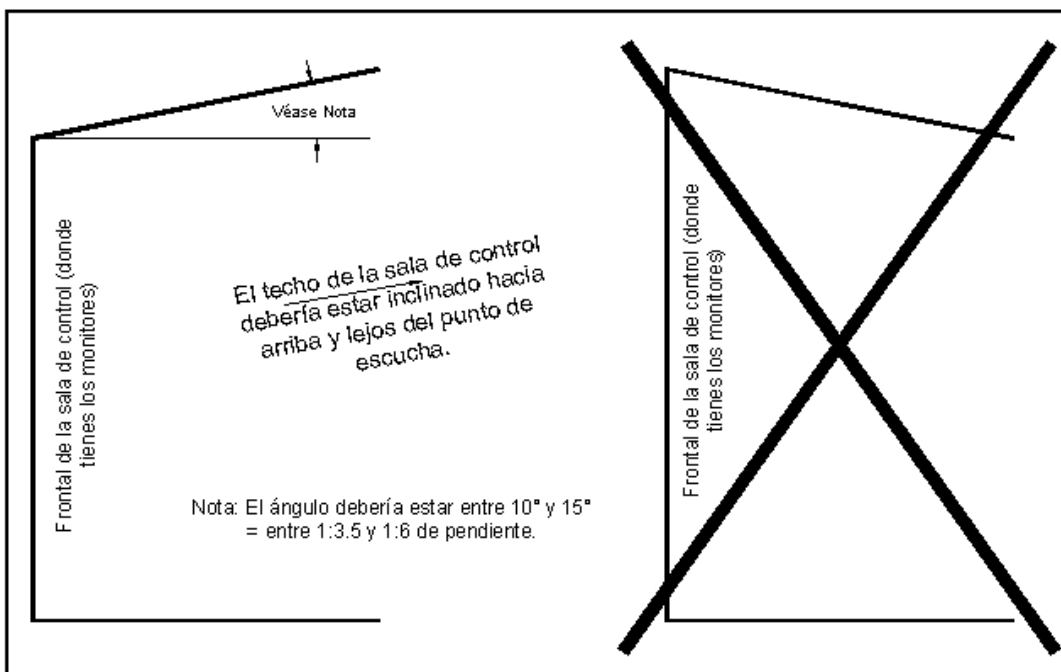 Véase Nota
Frontal de la sala de control (donde
tienes los monitores)
El techo de la sala de control
debería estar inclinado hacia
arriba y lejos del punto de
escucha.
Nota: El ángulo debería estar entre 10° y 15°
= entre 1:3.5 y 1:6 de pendiente.
Frontal de la sala de control (donde
tienes los monitores)